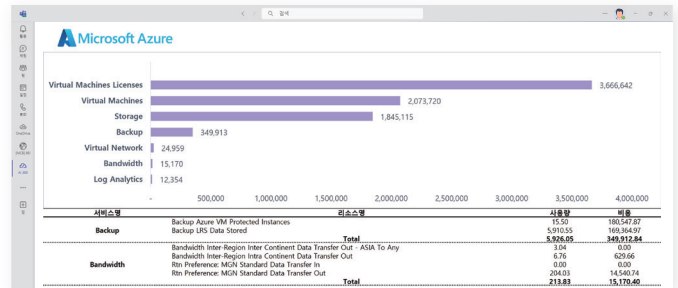 검색
Microsoft Azure
Virtual Machines Licenses 3,666,642
Virtual Machines 2,073,720
Storage 1,845,115
Backup 349,913
Virtual Network 24,959
Bandwidth 15,170
Log Analytics 12,354
- 500,000 1,000,000 1,500,000 2,000,000 2,500,000 3,000,000 3,500,000 4,000,000
서비스명 리소스명 사용량 비용
Backup Azure VM Protected Instances 15.50 180,547.87
Backup
Backup LRS Data Stored 5,910.55 169,364.97
Total 5,926.05 349,912.84
Bandwidth Inter-Region Inter Continent Data Transfer Out - ASIA To Any 3.04 0.00
Bandwidth Inter-Region Intra Continent Data Transfer Out 6.76 629.66
Bandwidth
Rtn Preference: MGN Standard Data Transfer In 0.00 0.00
Rtn Preference: MGN Standard Data Transfer Out 204.03 14,540.74
Total 213.83 15,170.40
OneDrive